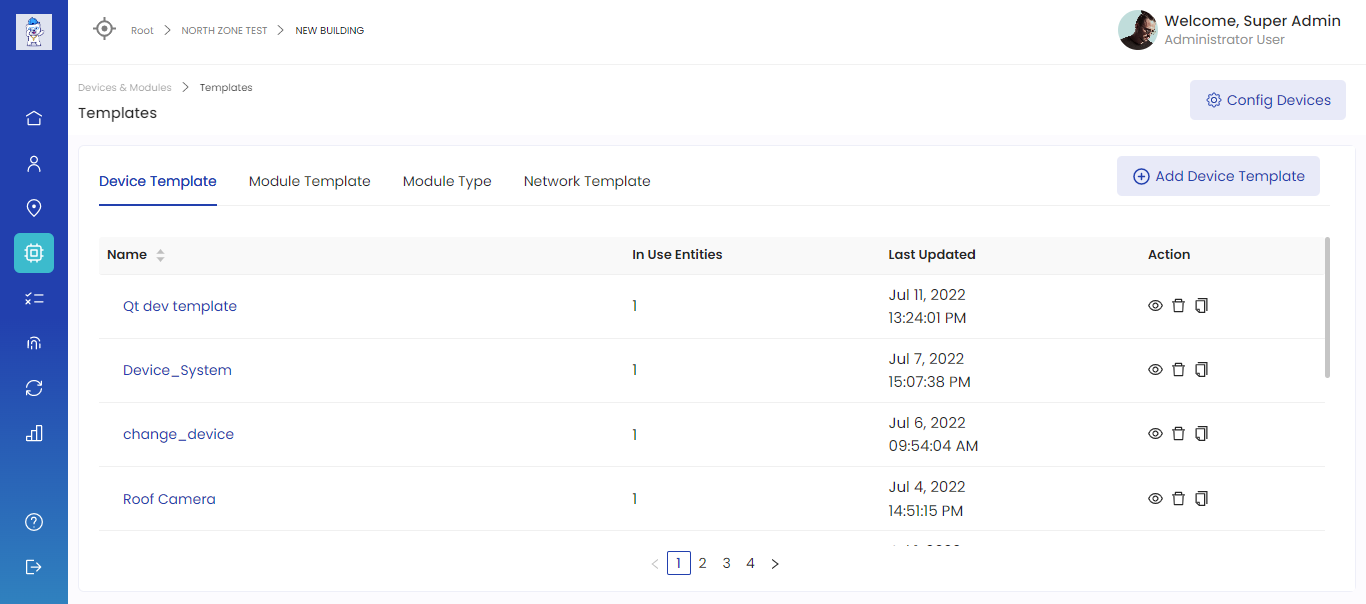 Root > NORTH ZONE TEST > NEW BUILDING
Welcome, Super Admin
Administrator User
Devices & Modules > Templates
Templates
Config Devices
Device Template Module Template Module Type Network Template
Add Device Template
Name In Use Entities Last Updated Action
Qt dev template 1 Jul 11, 2022
13:24:01 PM
Device_System 1 Jul 7, 2022
15:07:38 PM
change_device 1 Jul 6, 2022
09:54:04 AM
Roof Camera 1 Jul 4, 2022
14:51:15 PM
< 1 2 3 4 >